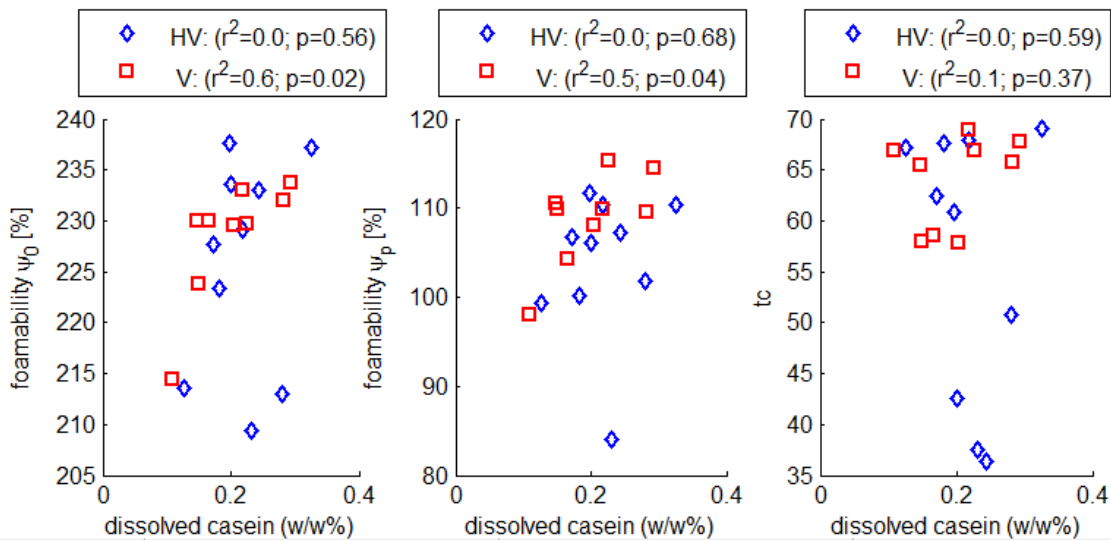 HV: (r²=0.0; p=0.56)
V: (r²=0.6; p=0.02)
240
235
230
225
220
215
210
205
0
0.2
0.4
foamability ψ₀ [%]
dissolved casein (w/w%)
HV: (r²=0.0; p=0.68)
V: (r²=0.5; p=0.04)
120
110
100
90
80
0
0.2
0.4
foamability ψₚ [%]
dissolved casein (w/w%)
HV: (r²=0.0; p=0.59)
V: (r²=0.1; p=0.37)
70
65
60
55
50
45
40
35
0
0.2
0.4
tc
dissolved casein (w/w%)